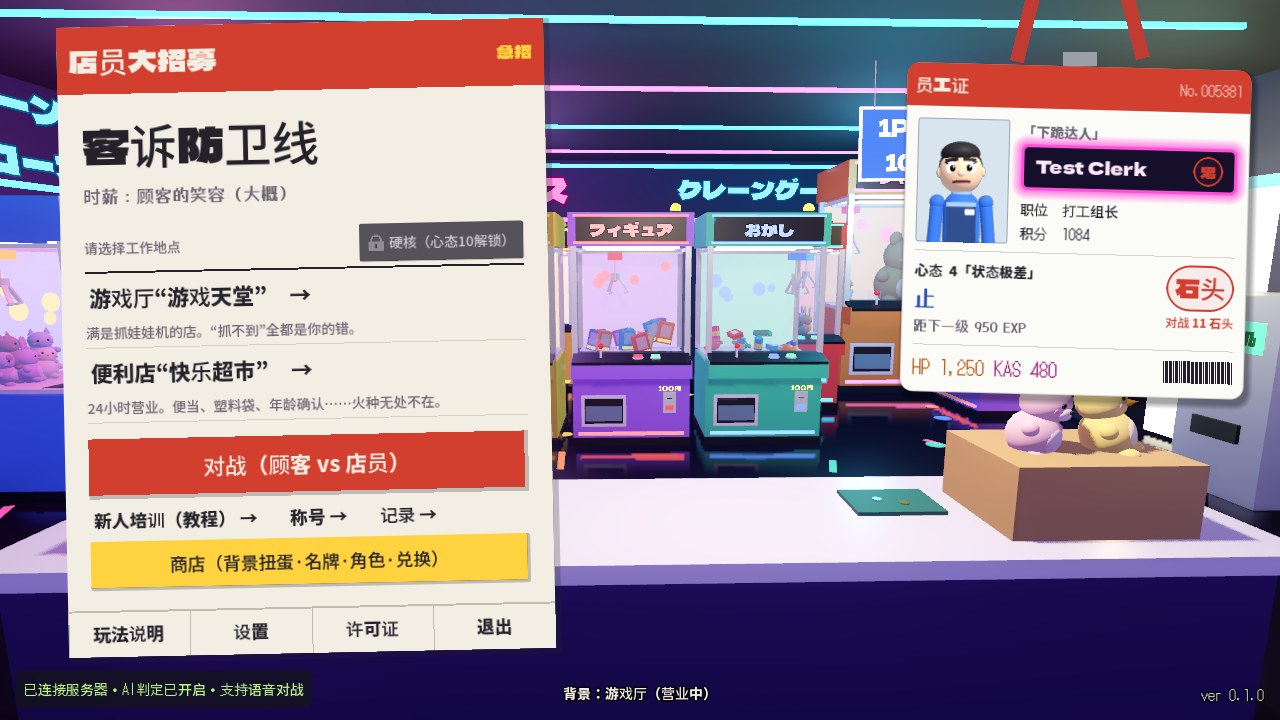 店员大招募
急招
客诉防卫线
时薪：顾客的笑容（大概）
请选择工作地点
硬核（心态10解锁）
游戏厅“游戏天堂” →
满是抓娃娃机的店。“抓不到”全都是你的错。
便利店“快乐超市” →
24小时营业。便当、塑料袋、年龄确认……火种无处不在。
对战（顾客 vs 店员）
新人培训（教程） → 称号 → 记录 →
商店（背景扭蛋·名牌·角色·兑换）
玩法说明 设置 许可证 退出
已连接服务器・AI判定已开启・支持语音对战
背景：游戏厅（营业中）
ver 0.1.0
クレーンゲー
フィギュア
おかし
100円
100円
1P
员工证
No.005381
「下跪达人」
Test Clerk
职位 打工组长
积分 1084
心态 4「状态极差」
止
距下一级 950 EXP
石头
对战 11 石头
HP 1,250 KAS 480